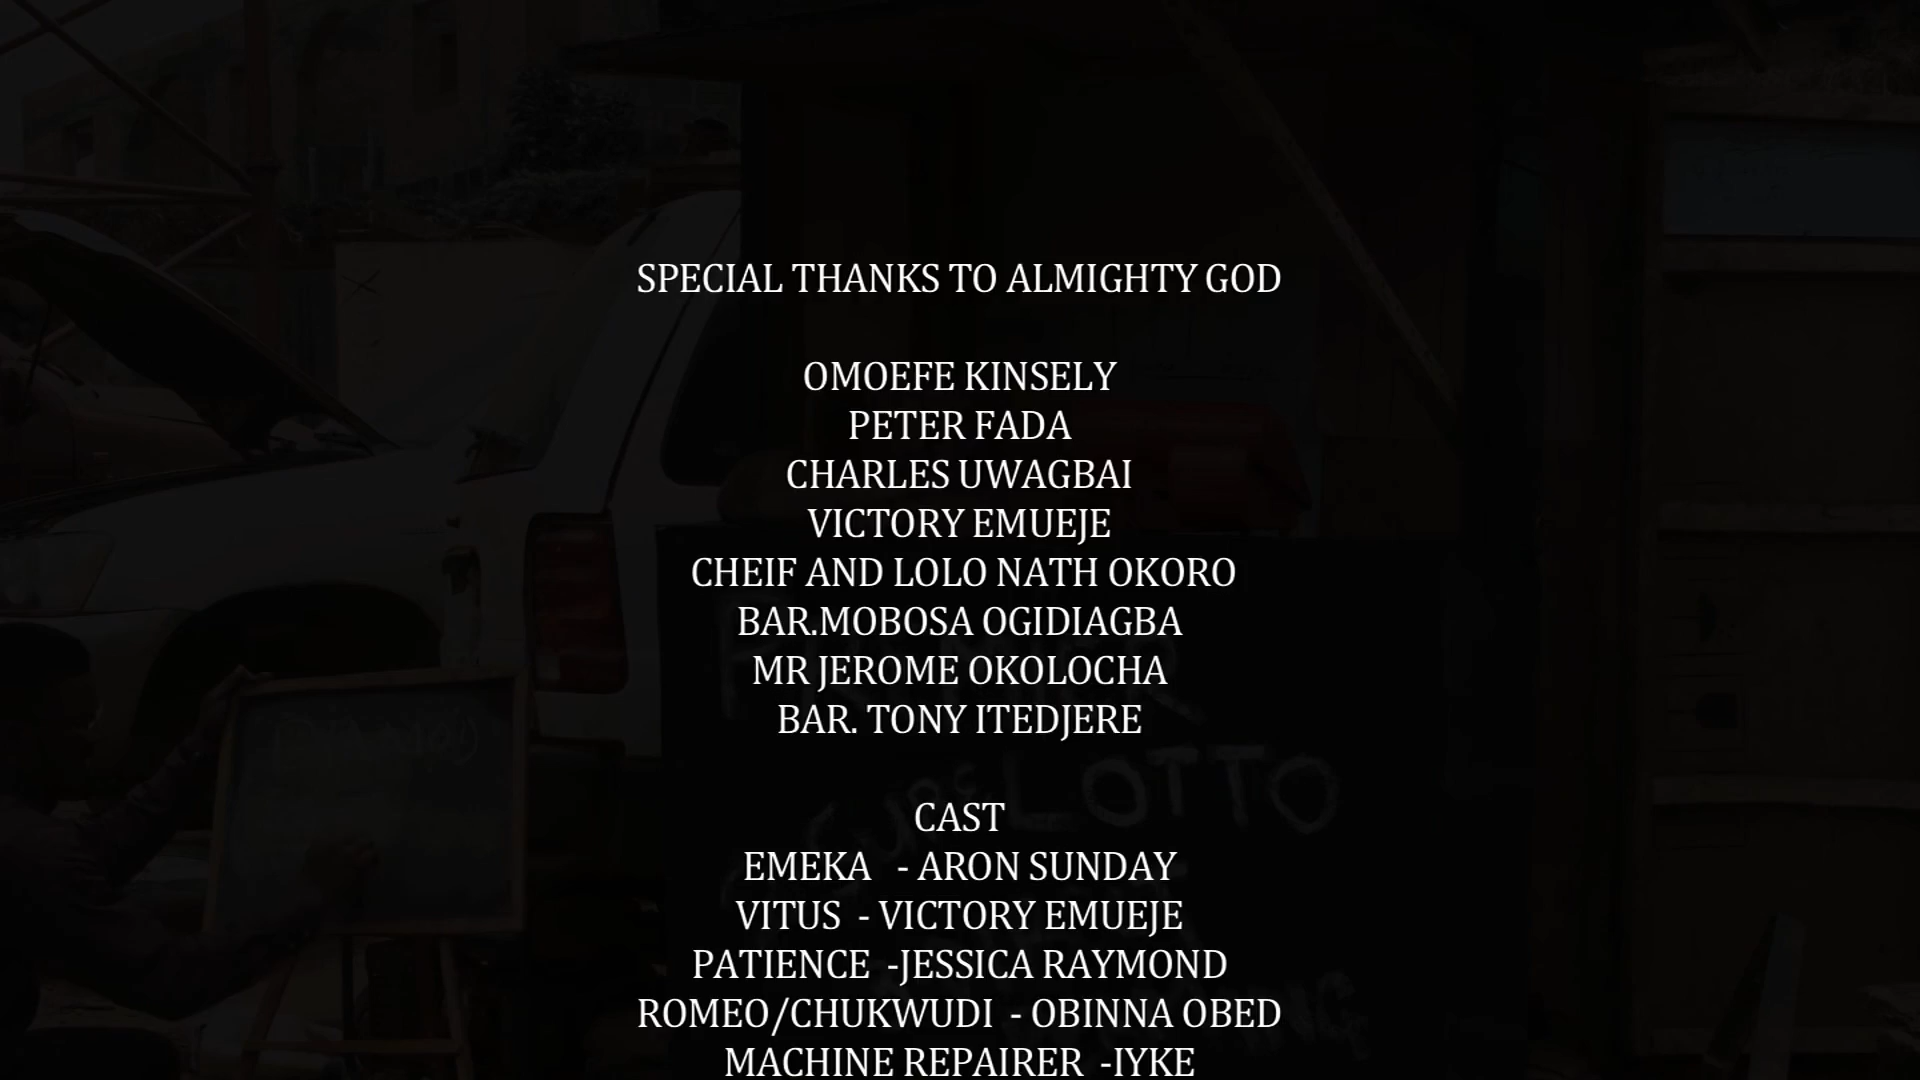 SPECIAL THANKS TO ALMIGHTY GOD
OMOEFE KINSELY
PETER FADA
CHARLES UWAGBAI
VICTORY EMUEJE
CHEIF AND LOLO NATH OKORO
BAR.MOBOSA OGIDIAGBA
MR JEROME OKOLOCHA
BAR. TONY ITEDJERE
CAST
EMEKA - ARON SUNDAY
VITUS - VICTORY EMUEJE
PATIENCE -JESSICA RAYMOND
ROMEO/CHUKWUDI - OBINNA OBED
MACHINE REPAIRER -IYKE
LOTTO